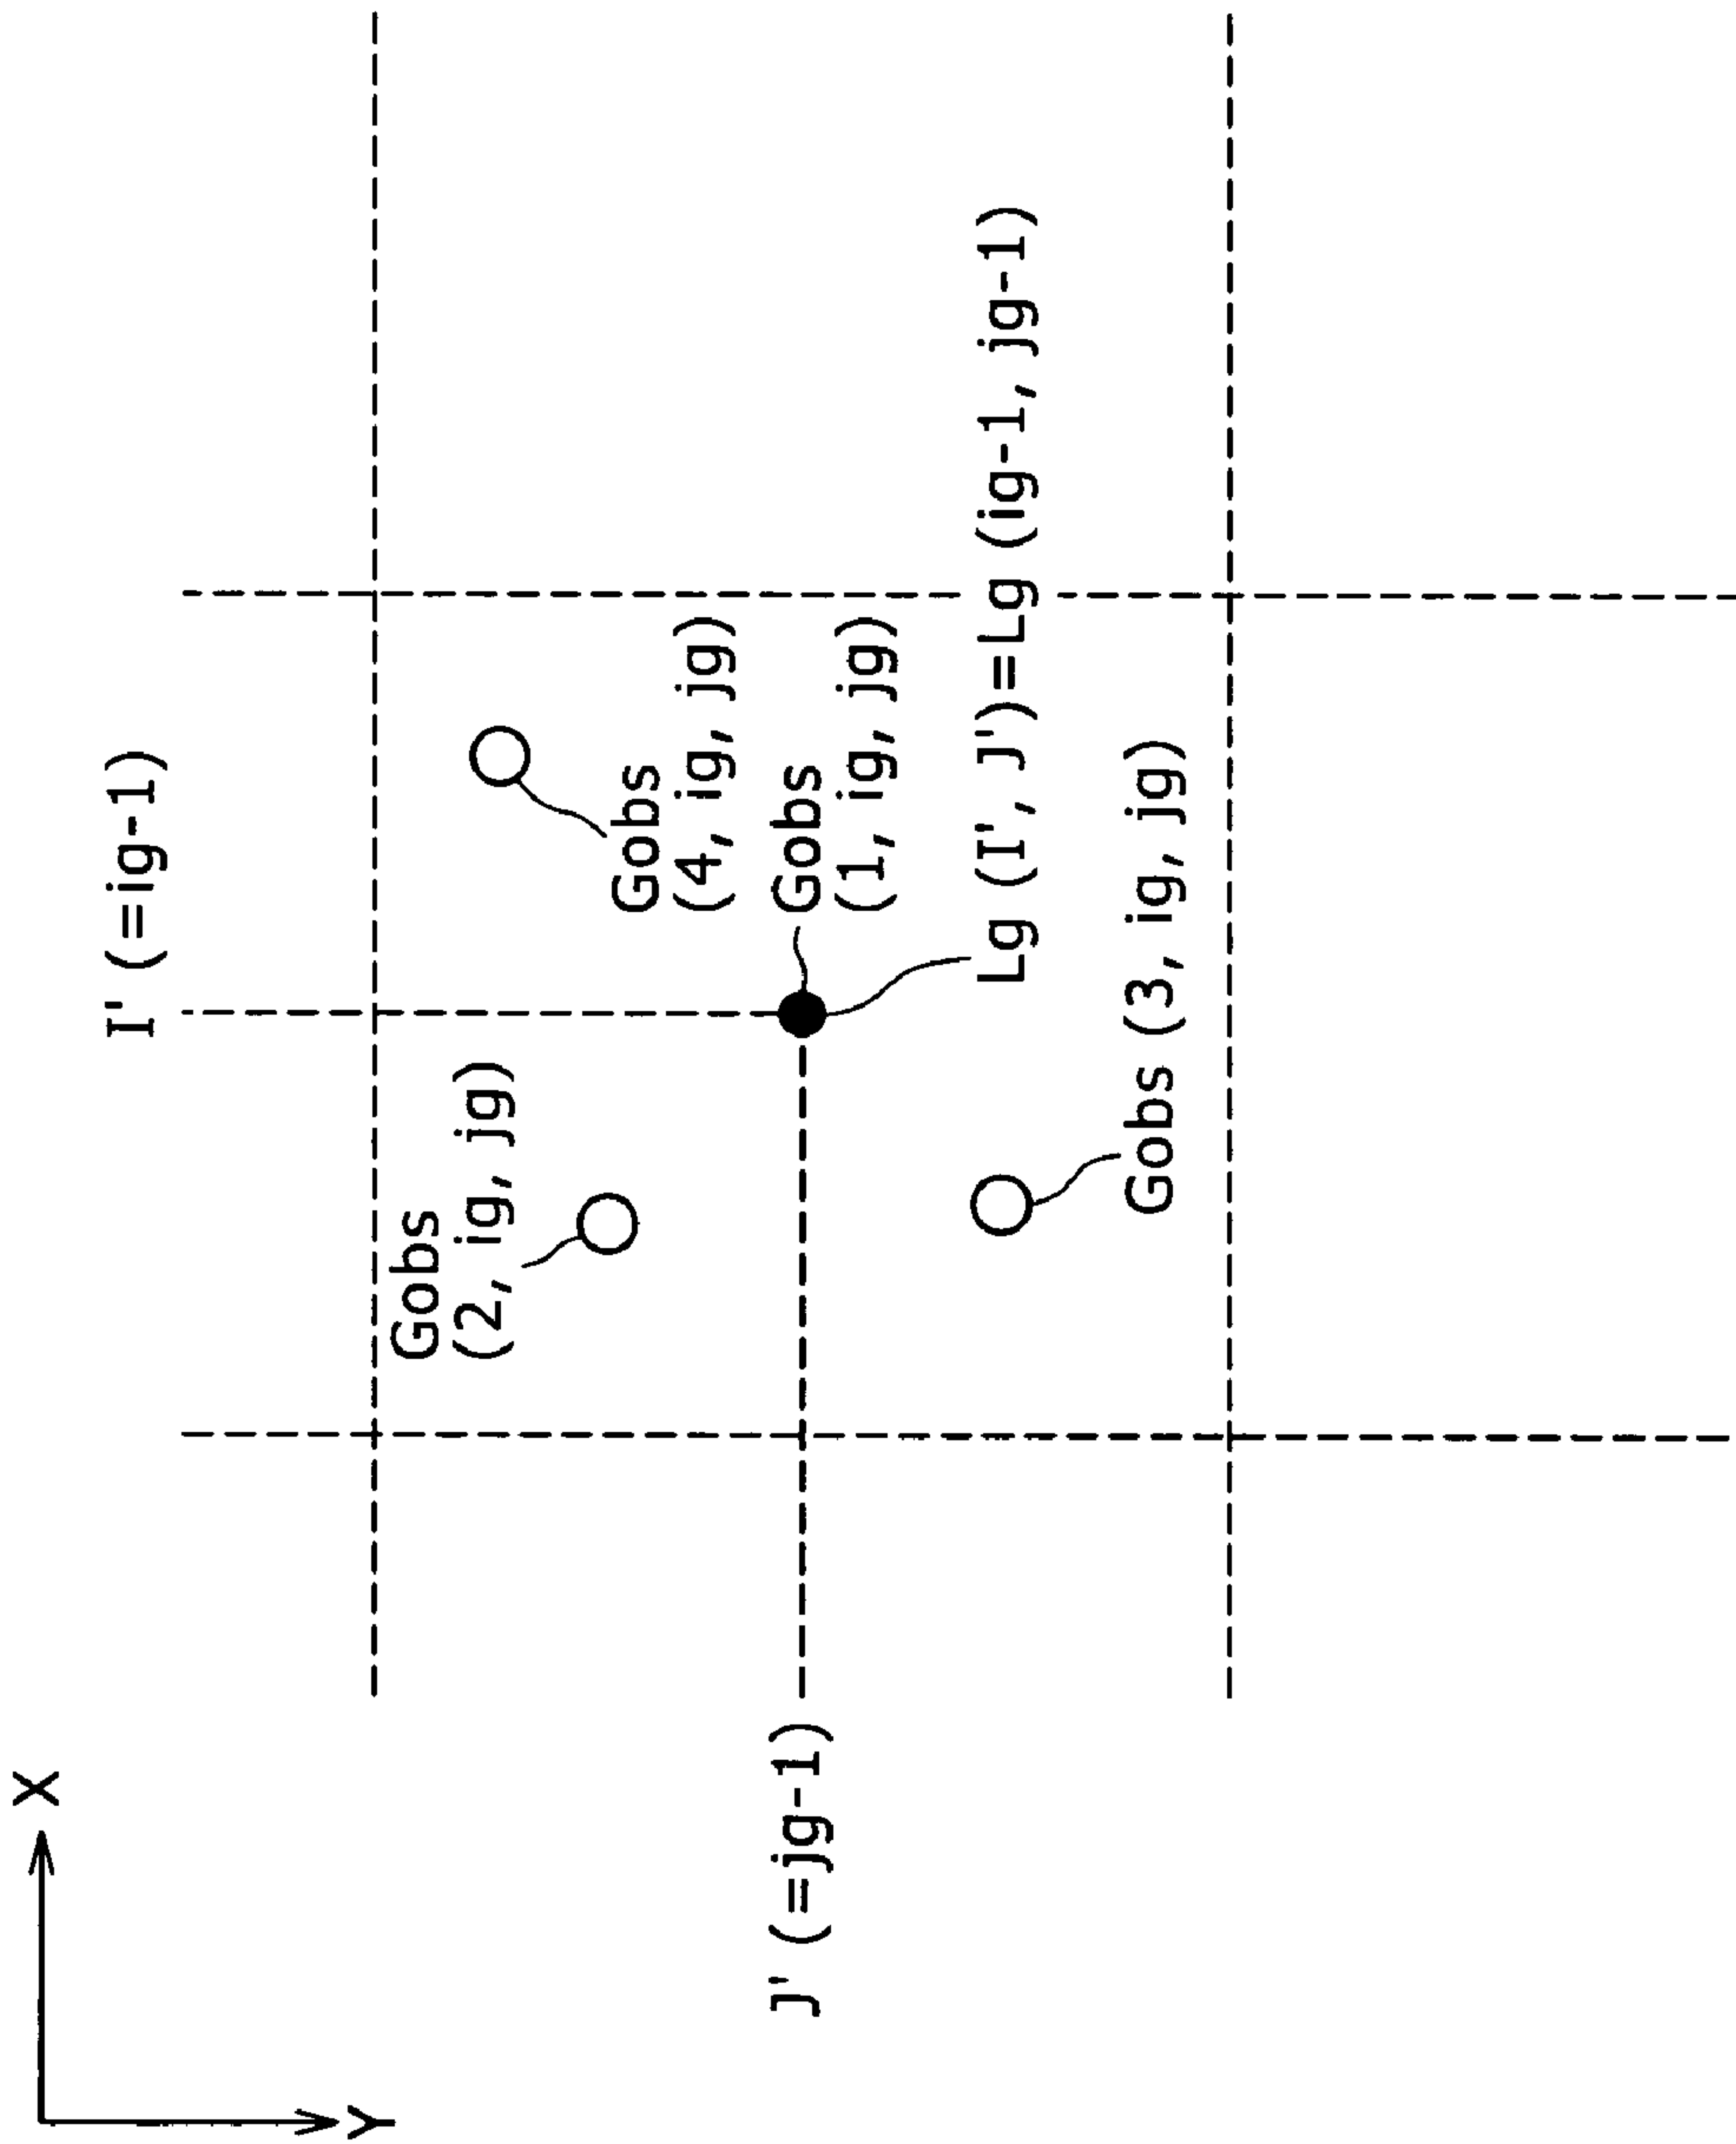 X
I' (=ig-1)
Y
Gobs
(2, ig, jg)
Gobs
(4, ig, jg)
J' (=jg-1)
Gobs
(1, ig, jg)
Lg (I', J')=Lg (ig-1, jg-1)
Gobs (3, ig, jg)